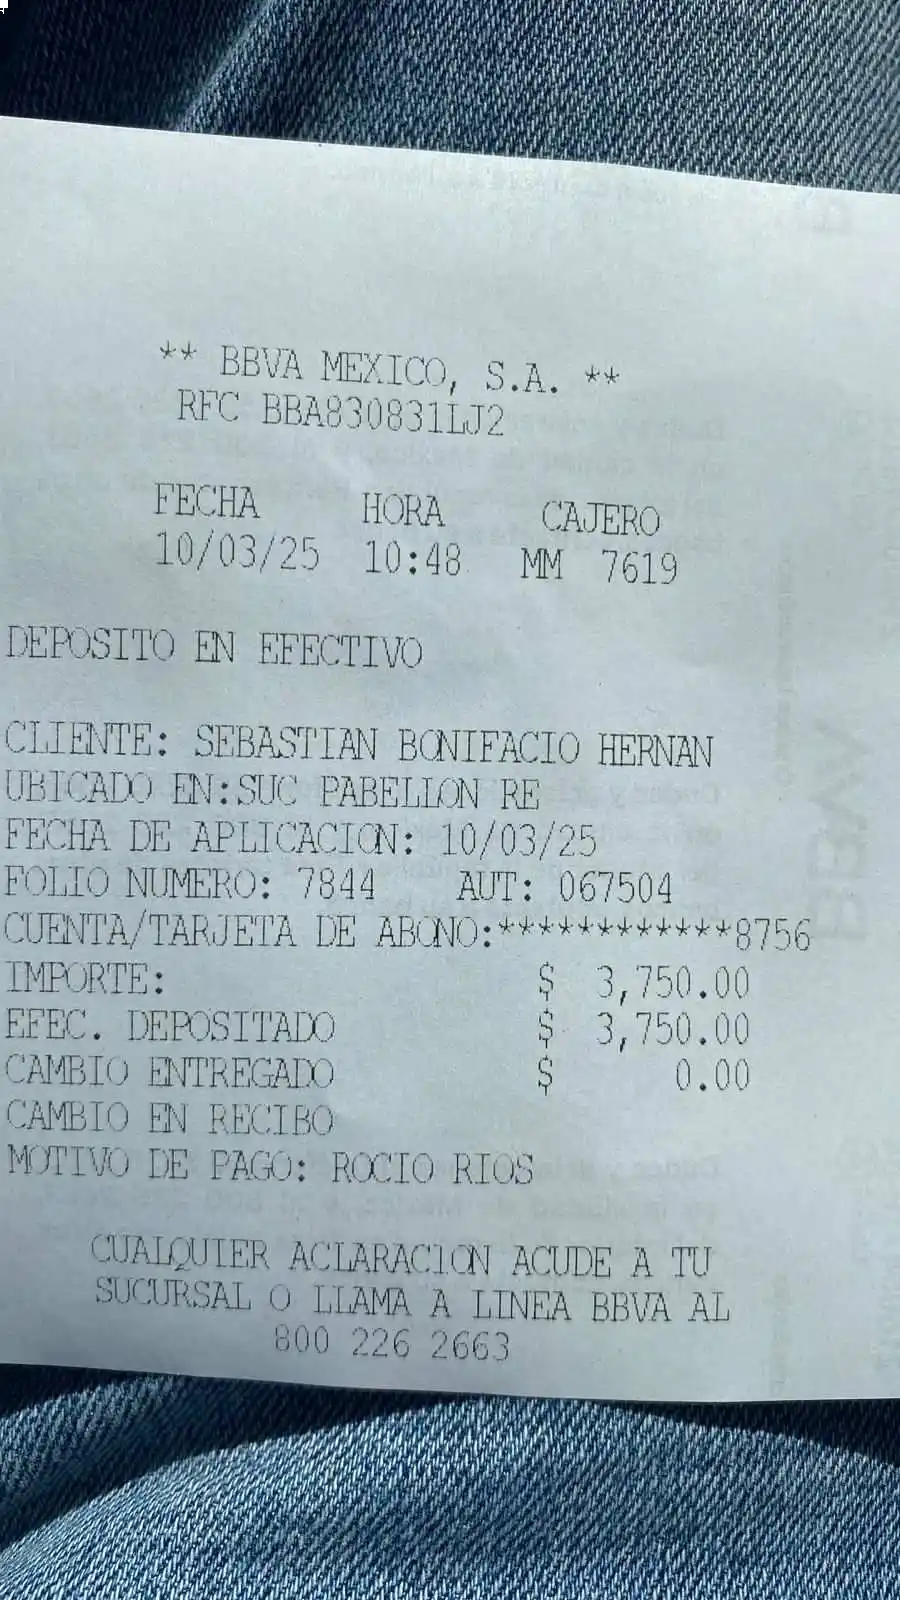 ** BBVA MEXICO, S.A. **
RFC BBA830831LJ2
FECHA HORA CAJERO
10/03/25 10:48 MM 7619
DEPOSITO EN EFECTIVO
CLIENTE: SEBASTIAN BONIFACIO HERNAN
UBICADO EN:SUC PABELLON RE
FECHA DE APLICACION: 10/03/25
FOLIO NUMERO: 7844 AUT: 067504
CUENTA/TARJETA DE ABONO:************8756
IMPORTE: $ 3,750.00
EFEC. DEPOSITADO $ 3,750.00
CAMBIO ENTREGADO $ 0.00
CAMBIO EN RECIBO
MOTIVO DE PAGO: ROCIO RIOS
CUALQUIER ACLARACION ACUDE A TU
SUCURSAL O LLAMA A LINEA BBVA AL
800 226 2663